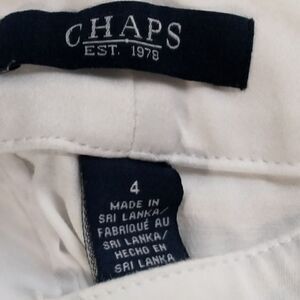 CHAPS
EST. 1978
4
MADE IN
SRI LANKA/
FABRIQUÉ AU
SRI LANKA/
HECHO EN
SRI LANKA